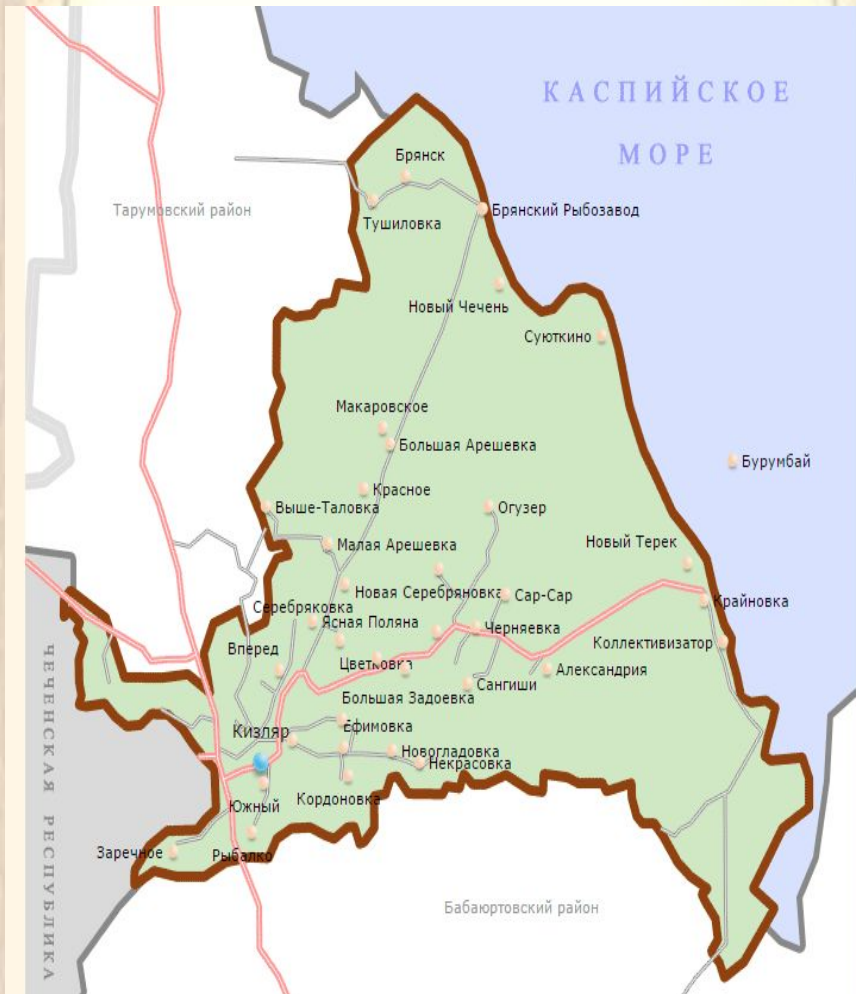 КАСПИЙСКОЕ
МОРЕ
Брянск
Тарумовский район
Брянский Рыбозавод
Тушиловка
Новый Чечень
Суюткино
Макаровское
Большая Арешевка
Бурумбай
Красное
Выше-Таловка
Огузер
Малая Арешевка
Новый Терек
Новая Серебряновка
Сар-Сар
Крайновка
Серебряковка
Ясная Поляна
Черняевка
Коллективизатор
Вперед
Цветковка
Александрия
Сангиши
Большая Задоевка
Кизляр
Ефимовка
Новогладовка
Некрасовка
Южный
Кордоновка
Заречное
Рыбалко
Бабаюртовский район
ЧЕЧЕНСКАЯ РЕСПУБЛИКА